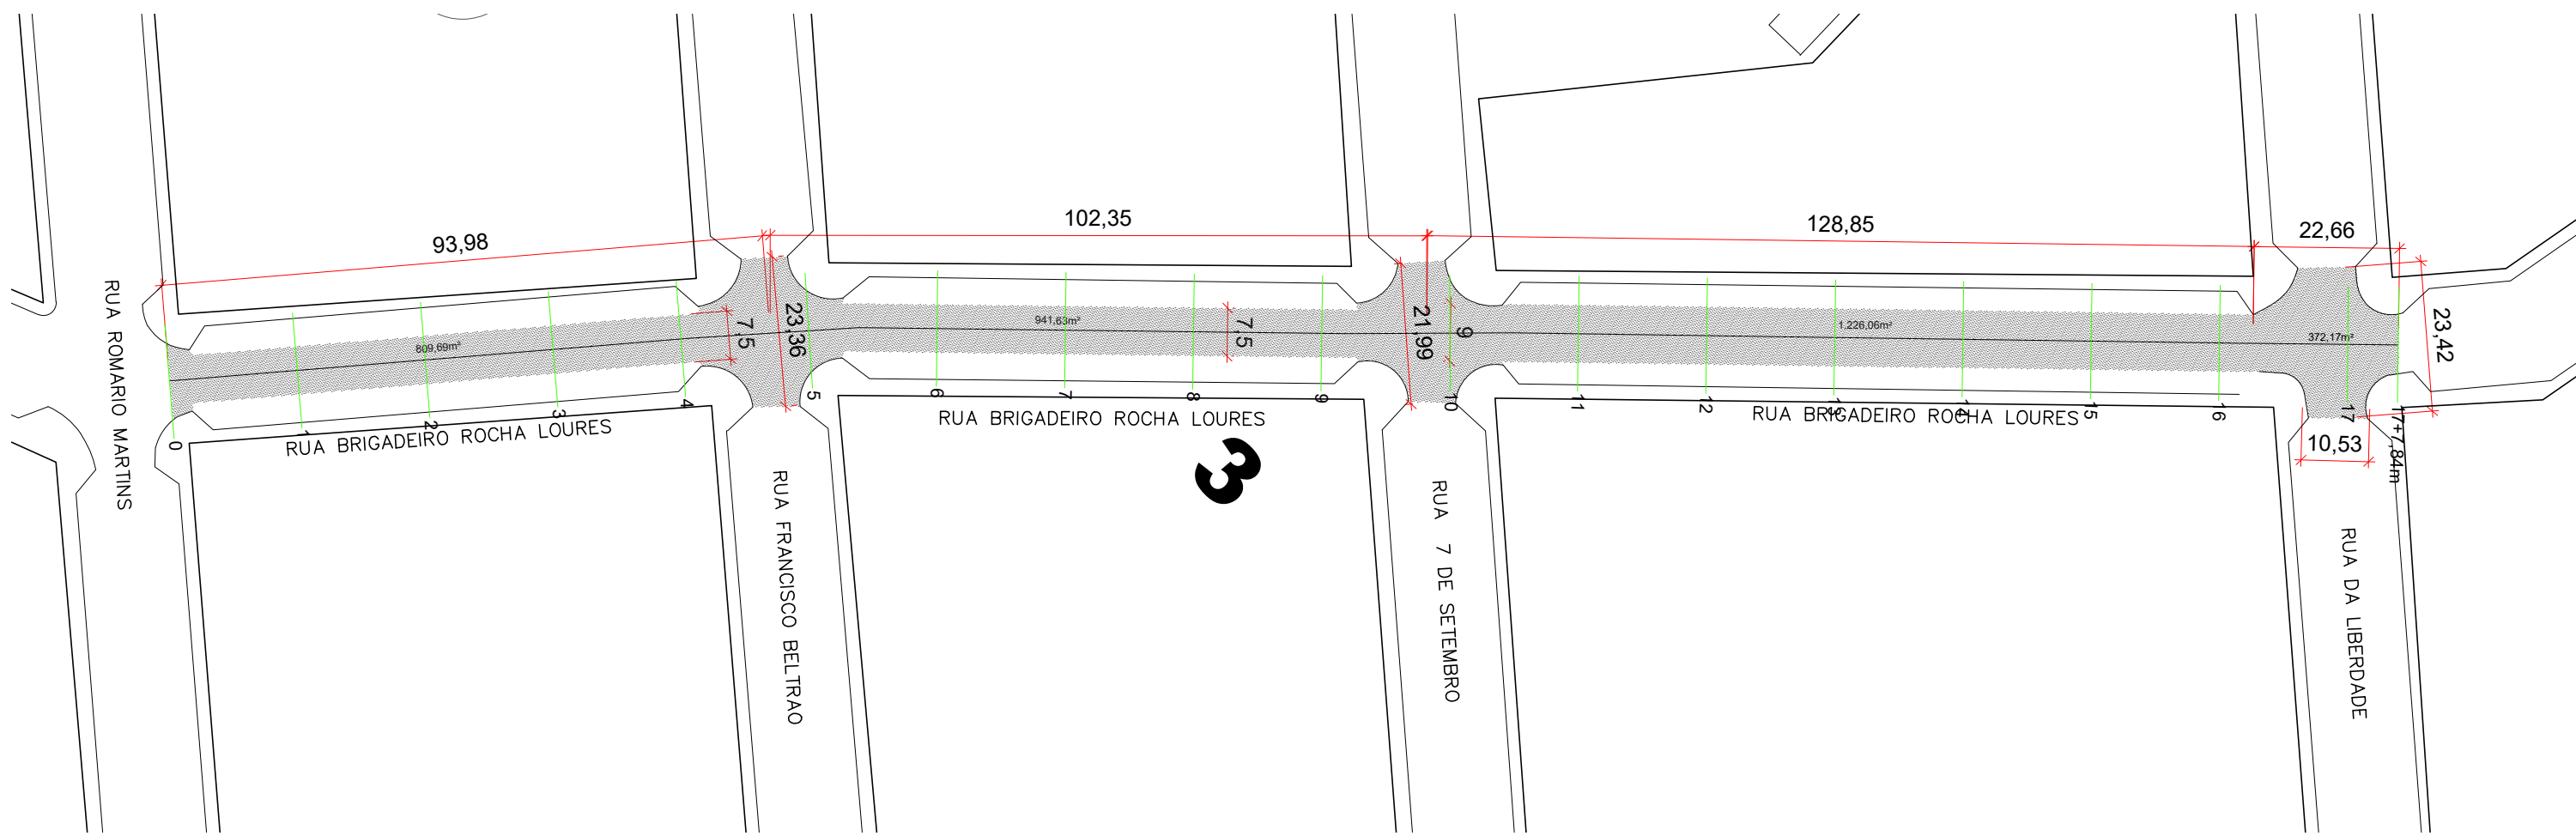 93,98
102,35
128,85
22,66
RUA ROMARIO MARTINS
809,69m²
7,5
23,36
941,63m²
7,5
21,99
9
1.226,06m²
372,17m²
23,42
0
1
2
3
4
5
6
7
8
9
10
11
12
13
14
15
16
17
17+7,84m
10,53
RUA BRIGADEIRO ROCHA LOURES
RUA BRIGADEIRO ROCHA LOURES
RUA BRIGADEIRO ROCHA LOURES
3
RUA FRANCISCO BELTRAO
RUA 7 DE SETEMBRO
RUA DA LIBERDADE